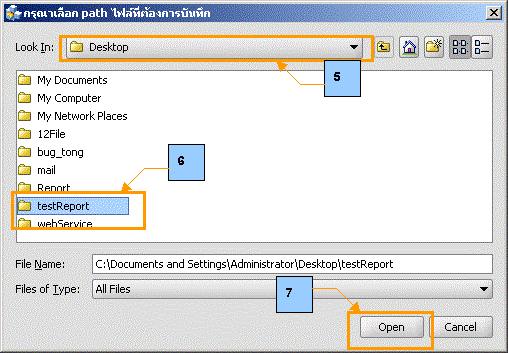 กรุณาเลือก path ไฟล์ที่ต้องการบันทึก
Look In: Desktop
5
My Documents
My Computer
My Network Places
12File
bug_tong
mail
6
Report
testReport
webService
File Name: C:\Documents and Settings\Administrator\Desktop\testReport
Files of Type: All Files
7
Open Cancel